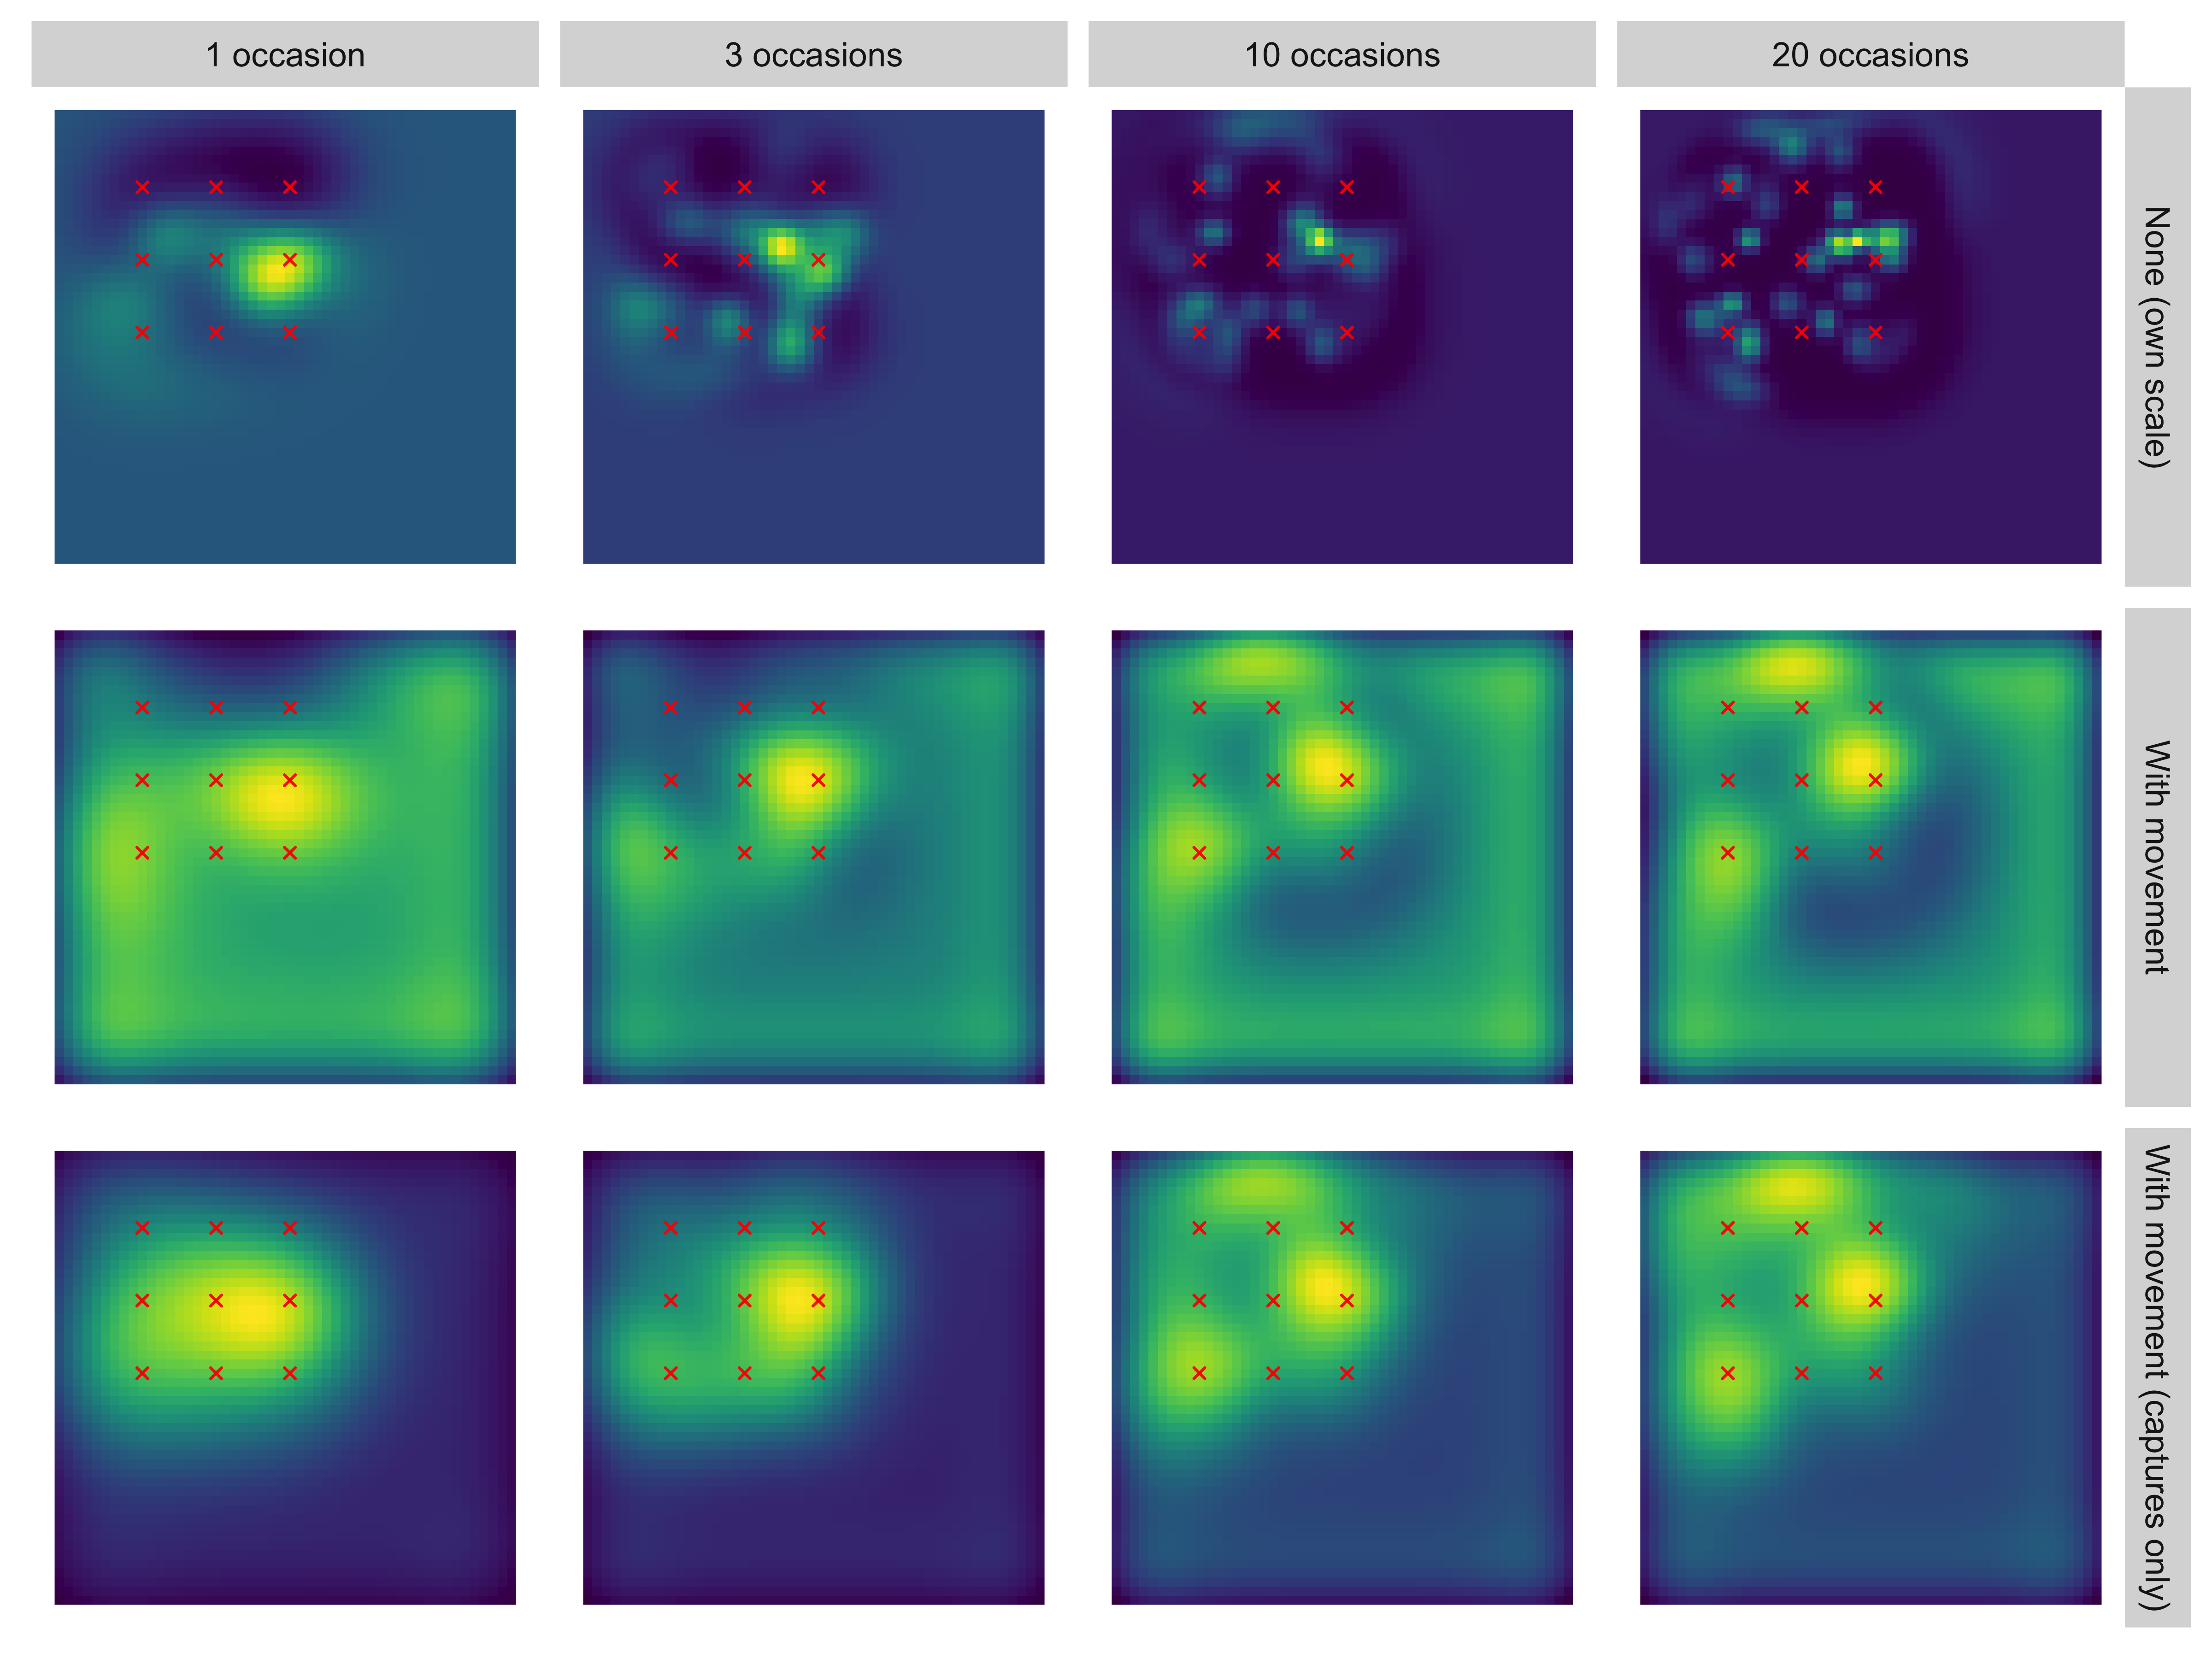 1 occasion
3 occasions
10 occasions
20 occasions
None (own scale)
With movement
With movement (captures only)